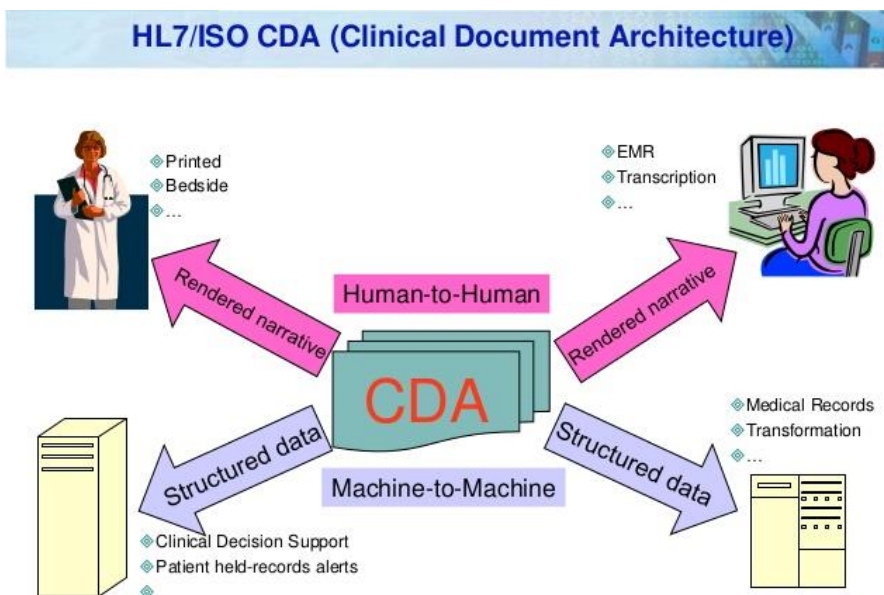 HL7/ISO CDA (Clinical Document Architecture)
Printed
Bedside
...
EMR
Transcription
...
Rendered narrative
Human-to-Human
Rendered narrative
CDA
Structured data
Machine-to-Machine
Structured data
Medical Records
Transformation
...
Clinical Decision Support
Patient held-records alerts